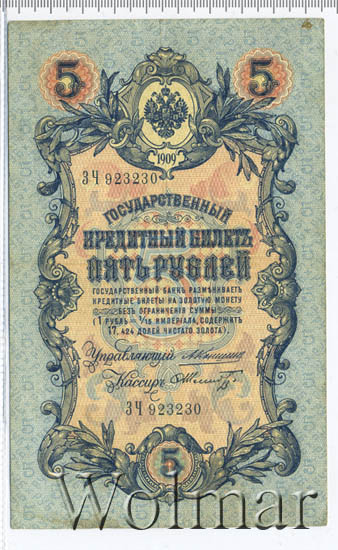 5 5
1909
ЗЧ 923230
ГОСУДАРСТВЕННЫЙ
КРЕДИТНЫЙ БИЛЕТЪ
ПЯТЬ РУБЛЕЙ
ГОСУДАРСТВЕННЫЙ БАНКЪ РАЗМѢНИВАЕТЪ
КРЕДИТНЫЕ БИЛЕТЫ НА ЗОЛОТУЮ МОНЕТУ
БЕЗЪ ОГРАНИЧЕНІЯ СУММЫ
(1 РУБЛЬ = 1/15 ИМПЕРІАЛА, СОДЕРЖИТЪ
17,424 ДОЛЕЙ ЧИСТАГО ЗОЛОТА).
Управляющій
Кассиръ
ЗЧ 923230
5
Wolmar